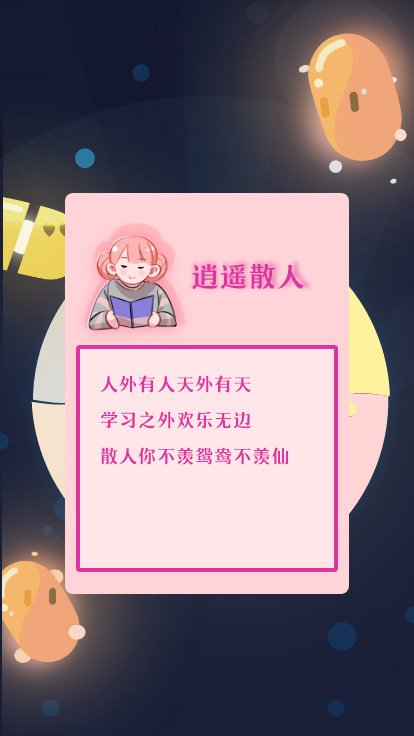 逍遥散人
人外有人天外有天
学习之外欢乐无边
散人你不羡鸳鸯不羡仙